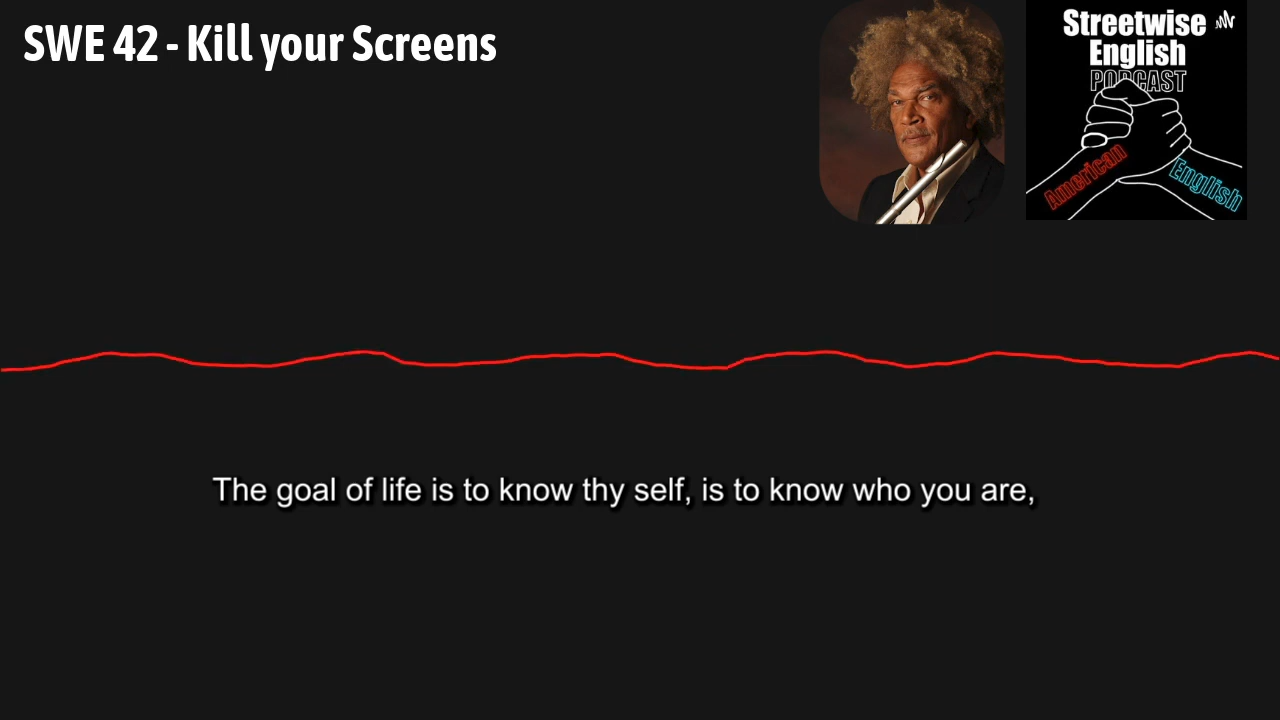 SWE 42 - Kill your Screens
Streetwise
English
PODCAST
American
English
The goal of life is to know thy self, is to know who you are,